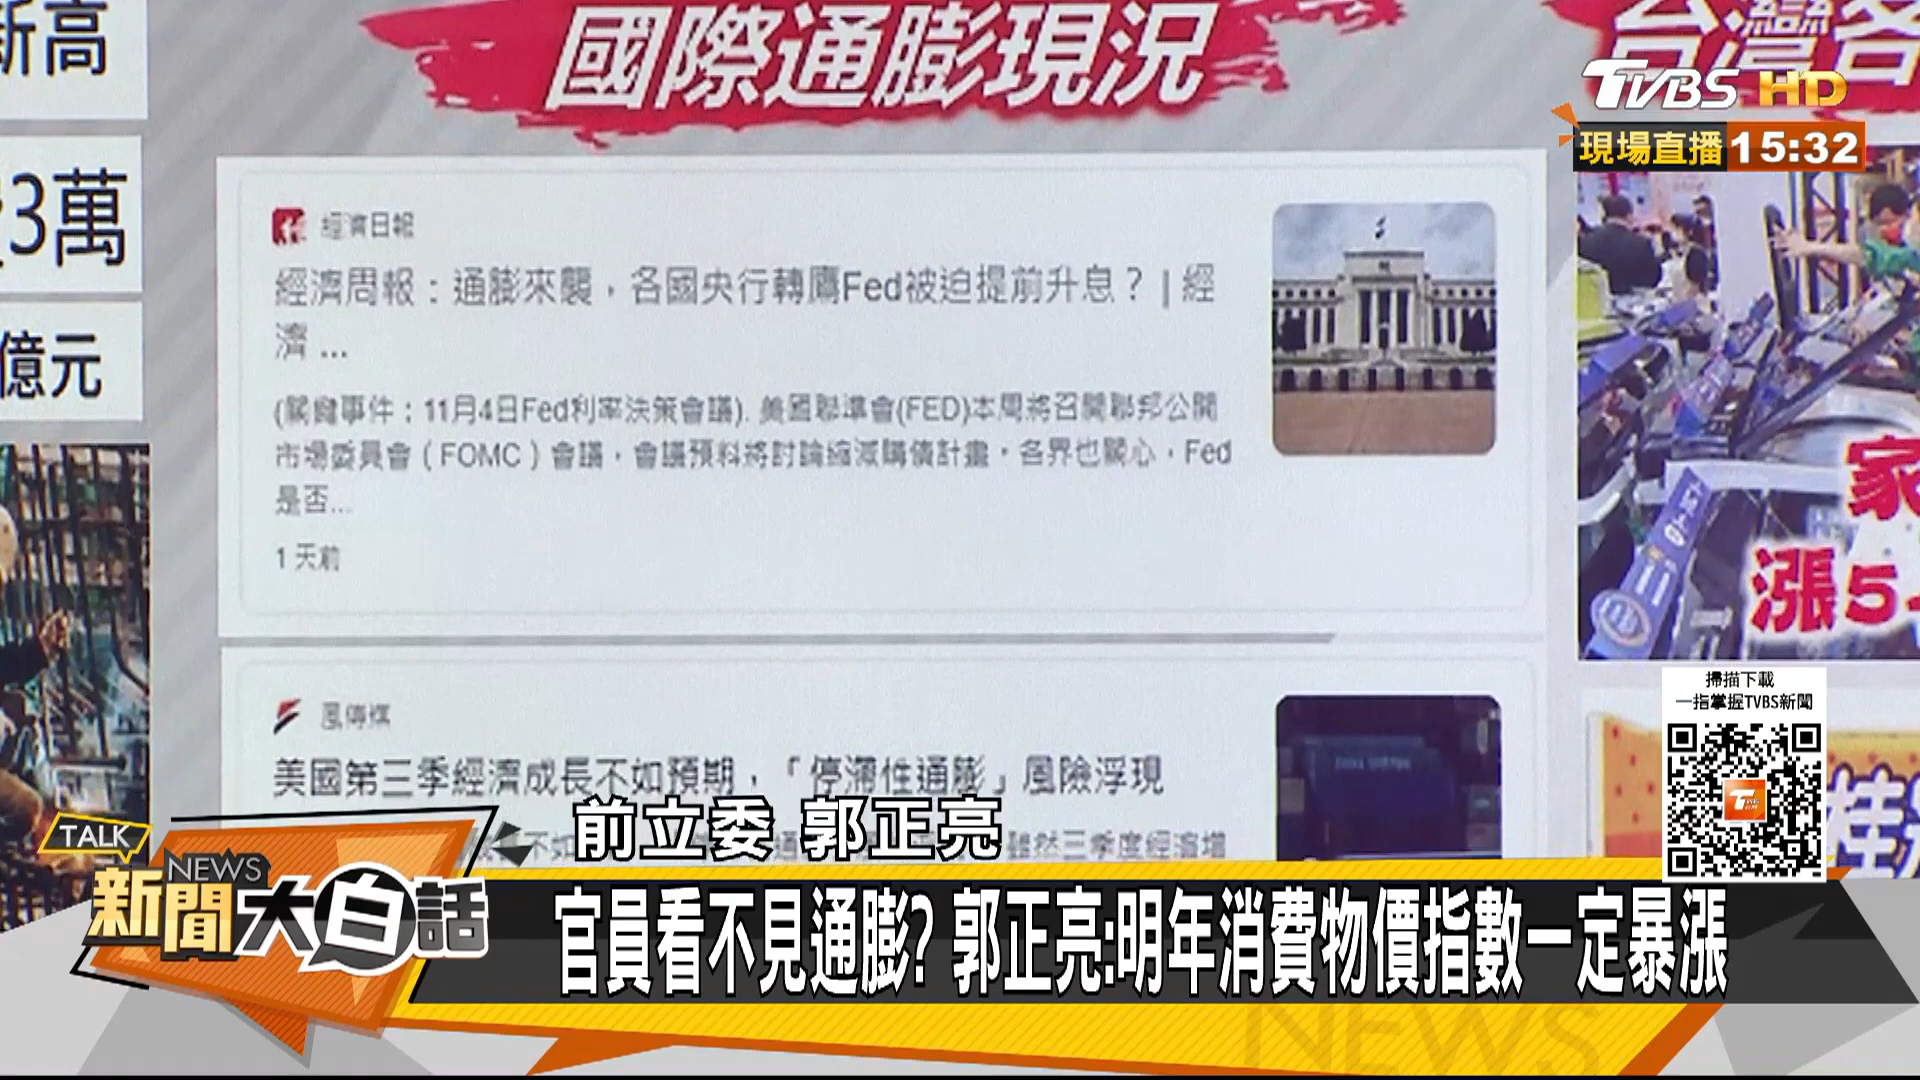 新高
國際通膨現況
台灣各
TVBS HD
現場直播 15:32
3萬
億元
經濟日報
經濟周報：通膨來襲，各國央行轉鷹Fed被迫提前升息？ | 經
濟 ...
(關鍵事件：11月4日Fed利率決策會議). 美國聯準會(FED)本周將召開聯邦公開
市場委員會（FOMC）會議，會議預料將討論縮減購債計畫，各界也關心，Fed
是否...
1 天前
家
漲5
風傳媒
美國第三季經濟成長不如預期，「停滯性通膨」風險浮現
雖然三季度經濟增
掃描下載
一指掌握TVBS新聞
TALK
NEWS
新聞大白話
前立委 郭正亮
官員看不見通膨? 郭正亮:明年消費物價指數一定暴漲
NEWS